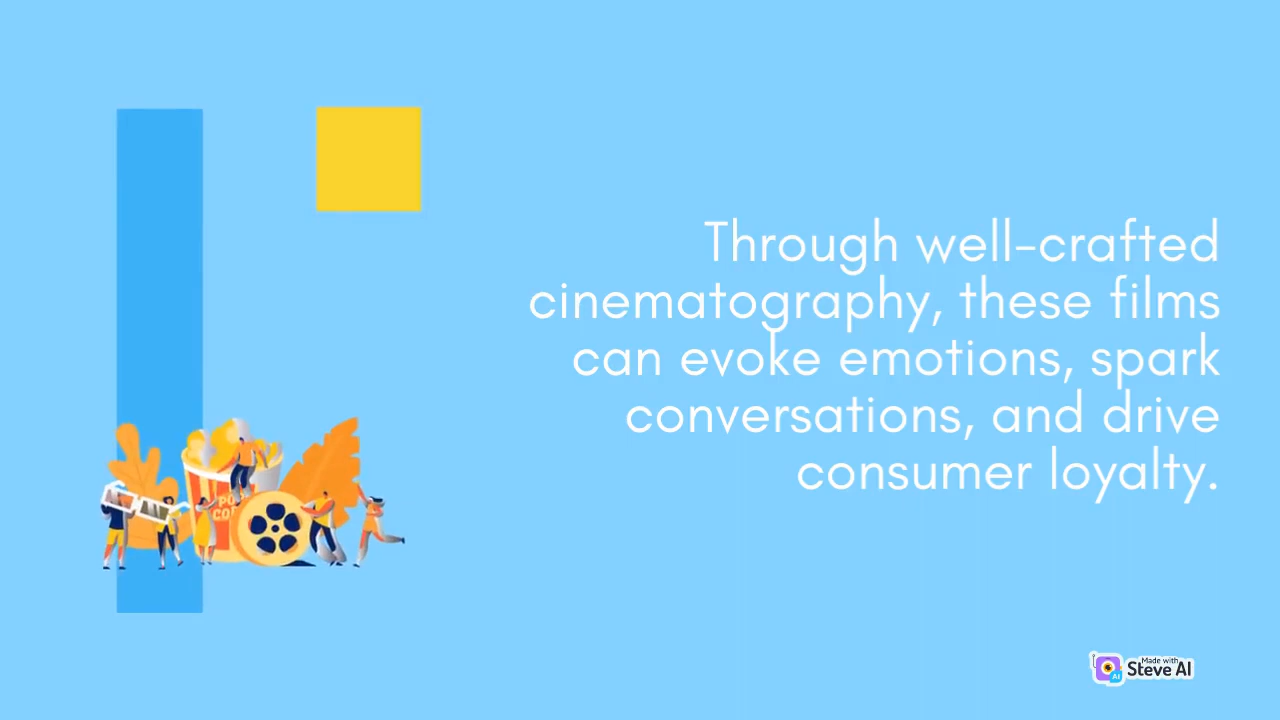 Through well-crafted
cinematography, these films
can evoke emotions, spark
conversations, and drive
consumer loyalty.
Made with
Steve AI
AI